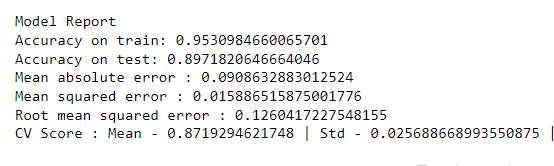 Model Report
Accuracy on train: 0.9530984660065701
Accuracy on test: 0.8971820646664046
Mean absolute error : 0.0908632883012524
Mean squared error : 0.015886515875001776
Root mean squared error : 0.1260417227548155
CV Score : Mean - 0.8719294621748 | Std - 0.025688668993550875 |